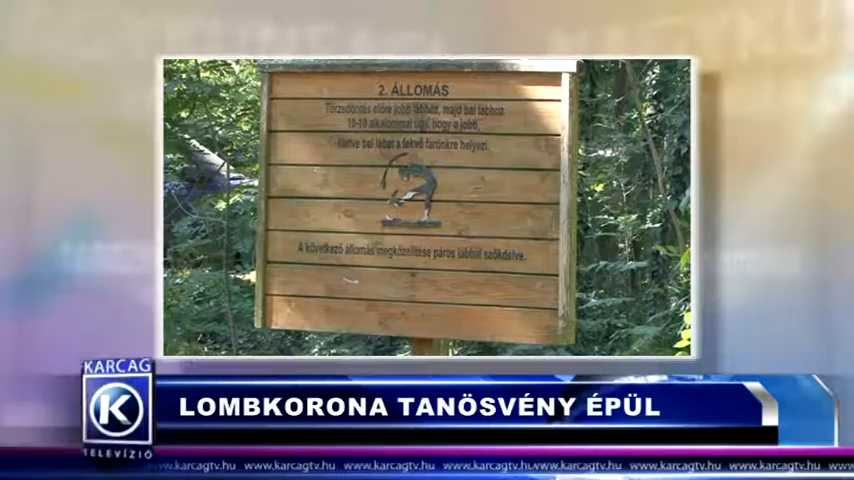 2. ÁLLOMÁS
Törzsdöntés előre jobb lábhoz, majd bal lábhoz
10-10 alkalommal úgy, hogy a jobb,
illetve bal lábat a fekvő farönkre helyezi.
A következő állomás megközelítése páros lábbal szökdelve.
KARCAG
K
TELEVÍZIÓ
LOMBKORONA TANÖSVÉNY ÉPÜL
www.karcagtv.hu www.karcagtv.hu www.karcagtv.hu www.karcagtv.hu www.karcagtv.hu www.karcagtv.hu www.karcagtv.hu